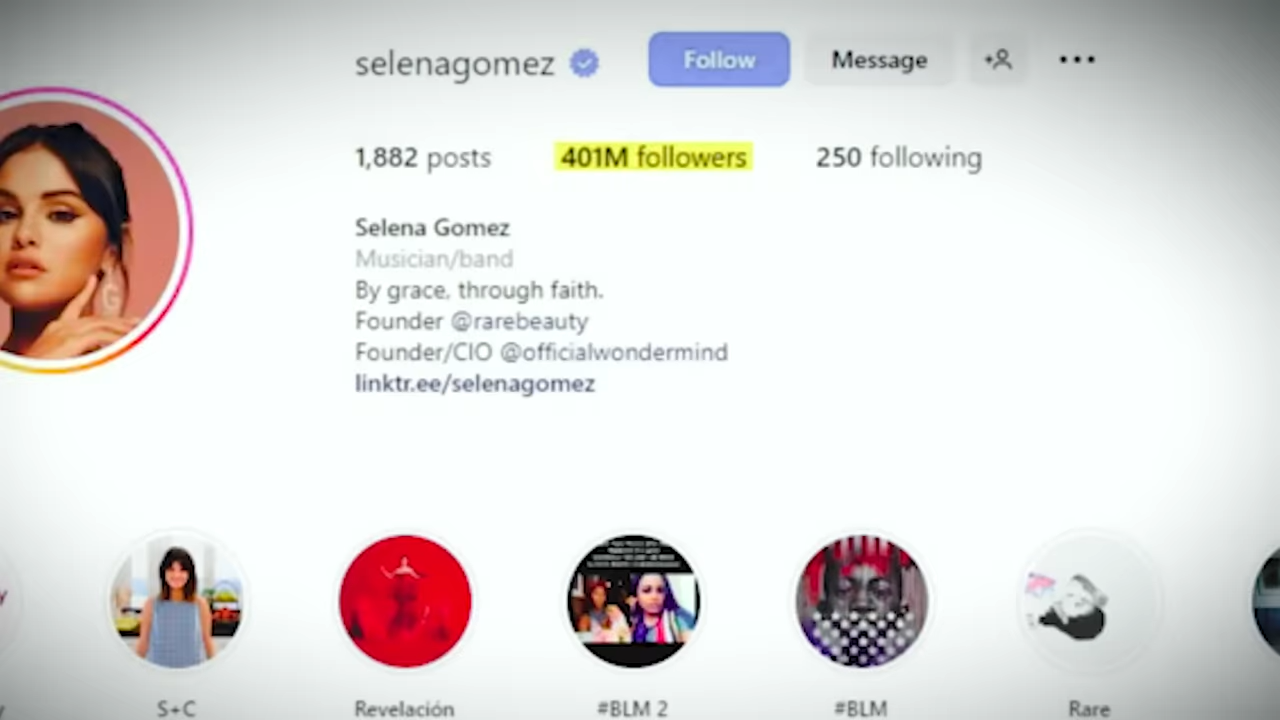 selenagomez Follow Message
1,882 posts 401M followers 250 following
Selena Gomez
Musician/band
By grace, through faith.
Founder @rarebeauty
Founder/CIO @officialwondermind
linktr.ee/selenagomez
S+C Revelación #BLM 2 #BLM Rare